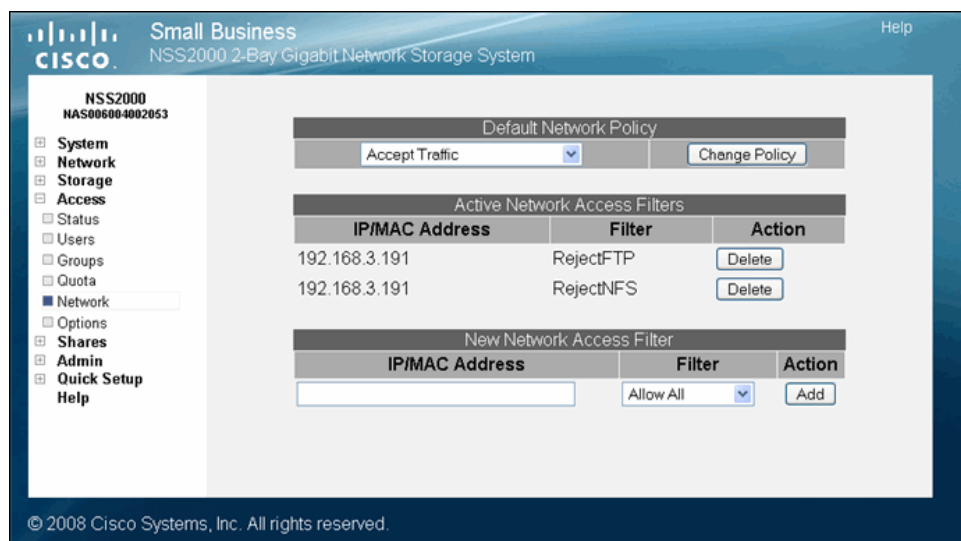 Small Business
Help
CISCO.
NSS2000 2-Bay Gigabit Network Storage System
NSS2000
NAS006004002053
System
Network
Storage
Access
Status
Users
Groups
Quota
Network
Options
Shares
Admin
Quick Setup
Help
Default Network Policy
Accept Traffic
Change Policy
Active Network Access Filters
IP/MAC Address Filter Action
192.168.3.191 RejectFTP Delete
192.168.3.191 RejectNFS Delete
New Network Access Filter
IP/MAC Address Filter Action
Allow All Add
© 2008 Cisco Systems, Inc. All rights reserved.